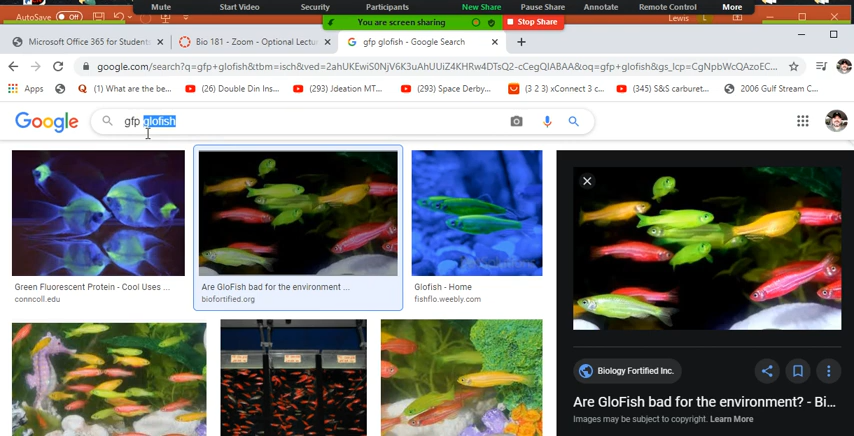 Mute Start Video Security Participants New Share Pause Share Annotate Remote Control More
AutoSave Off Lewis L
You are screen sharing Stop Share
Microsoft Office 365 for Student Bio 181 - Zoom - Optional Lectu gfp glofish - Google Search
google.com/search?q=gfp+glofish&tbm=isch&ved=2ahUKEwiS0NjV6K3uAhUUiZ4KHRw4DTsQ2-cCegQIABAA&oq=gfp+glofish&gs_lcp=CgNpbWcQAzoEC...
Apps (1) What are the be... (26) Double Din Ins... (293) Jdeation MT... (293) Space Derby... (3 2 3) xConnect 3 c... (345) S&S carburet... 2006 Gulf Stream C...
Google gfp glofish
Green Fluorescent Protein - Cool Uses ...
conncoll.edu
Are GloFish bad for the environment ...
biofortified.org
Glofish - Home
fishflo.weebly.com
Biology Fortified Inc.
Are GloFish bad for the environment? - Bi...
Images may be subject to copyright. Learn More